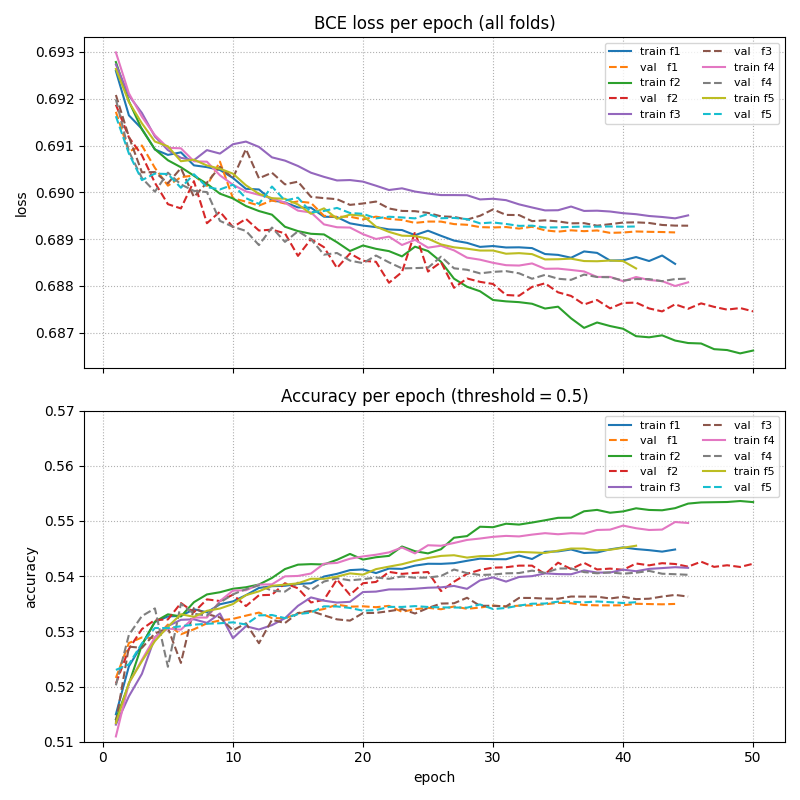 BCE loss per epoch (all folds)
0.693
0.692
0.691
0.690
0.689
0.688
0.687
loss
train f1
val f1
train f2
val f2
train f3
val f3
train f4
val f4
train f5
val f5
Accuracy per epoch (threshold = 0.5)
0.57
0.56
0.55
0.54
0.53
0.52
0.51
accuracy
train f1
val f1
train f2
val f2
train f3
val f3
train f4
val f4
train f5
val f5
0 10 20 30 40 50
epoch